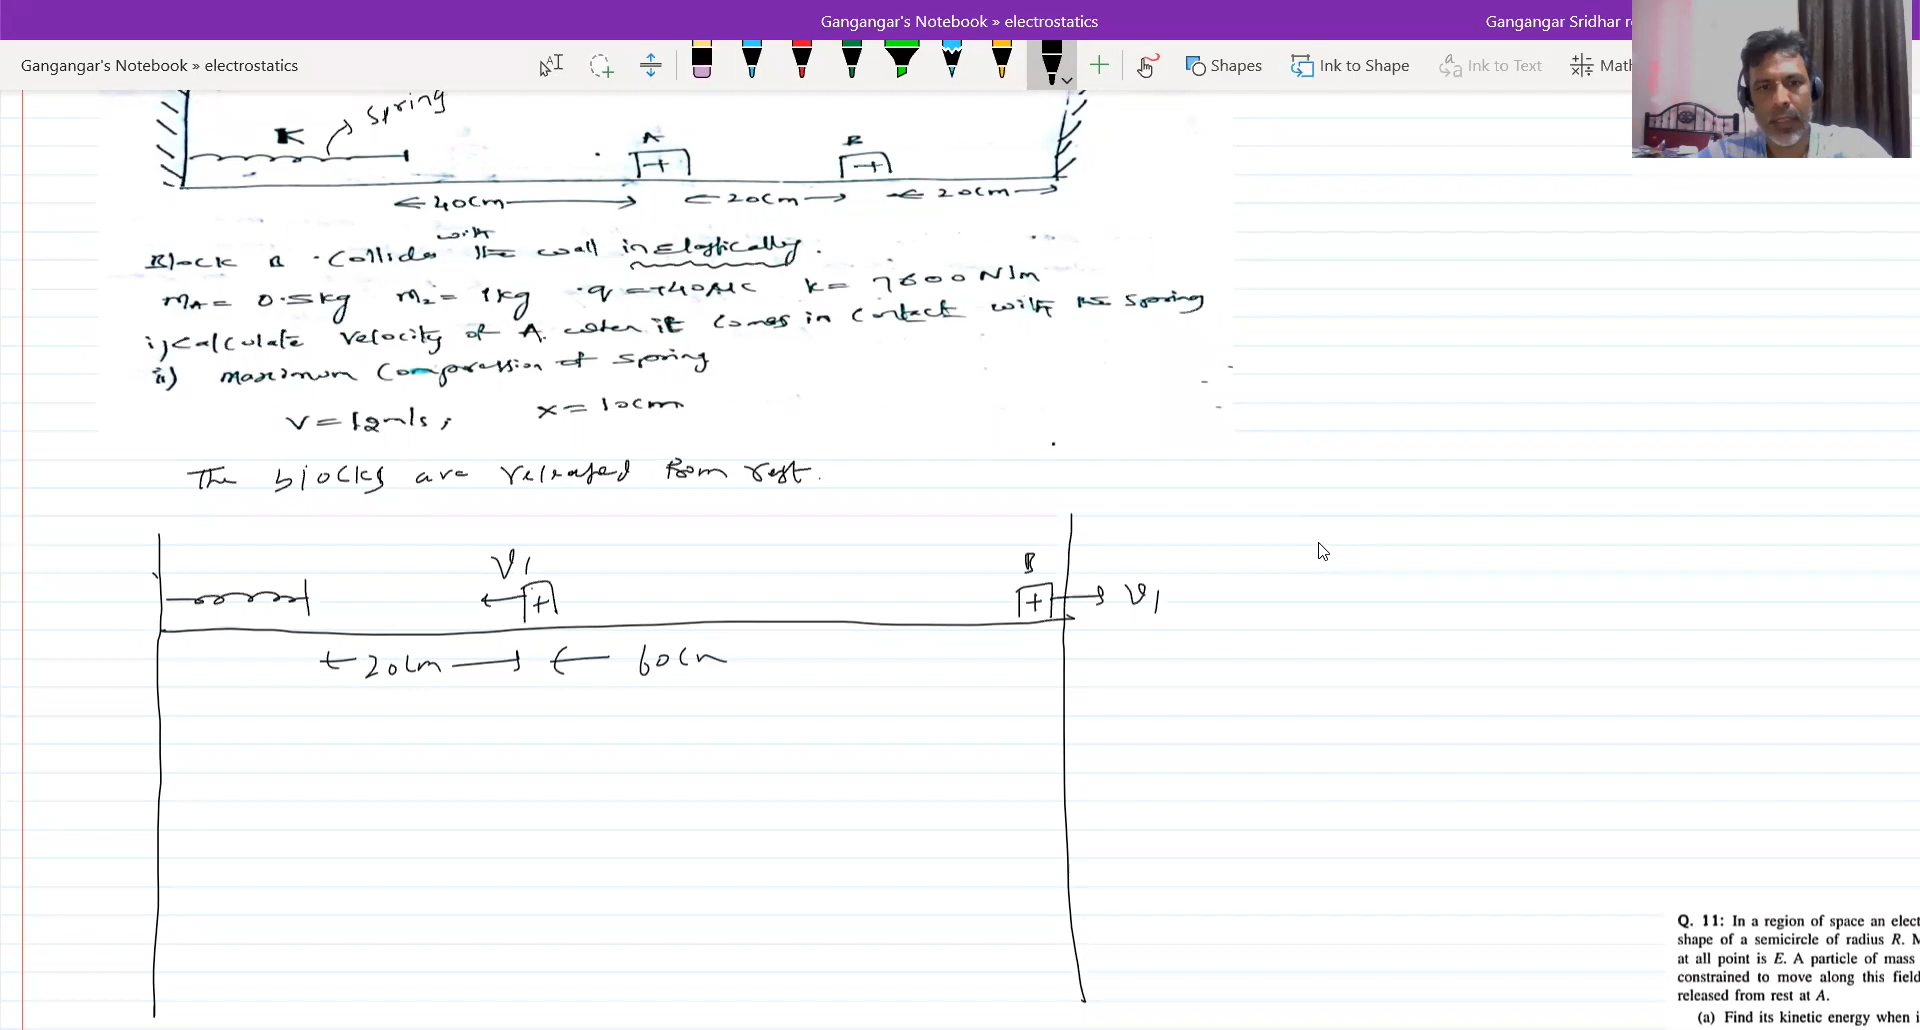 Gangangar's Notebook » electrostatics
Gangangar Sridhar r
Gangangar's Notebook » electrostatics
Shapes
Ink to Shape
Ink to Text
Math
Spring
K
A
B
40cm
20cm
20cm
with
Block B Collides the wall inelastically.
mA = 0.5kg m2 = 1kg q = +40μC K = 7600 N/m
i) Calculate velocity of A when it comes in contact with the spring
ii) maximum compression of spring
v = 12m/s ; x = 10cm
The blocks are released from rest.
v1
B
+
+
v1
20cm
60cm
Q. 11: In a region of space an elect
shape of a semicircle of radius R. M
at all point is E. A particle of mass
constrained to move along this field
released from rest at A.
(a) Find its kinetic energy when i